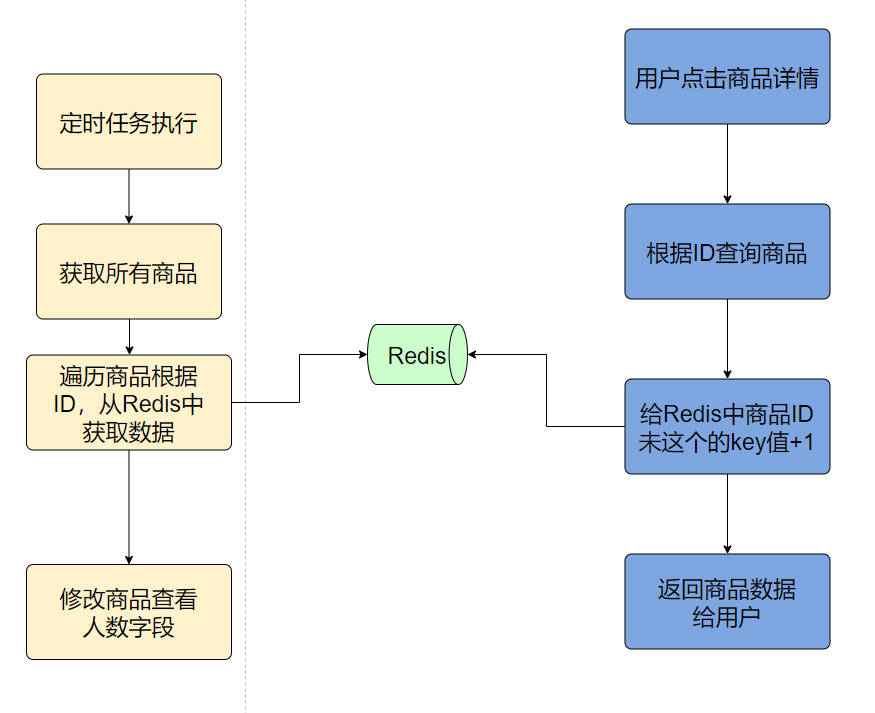 定时任务执行
获取所有商品
遍历商品根据
ID，从Redis中
获取数据
修改商品查看
人数字段
Redis
用户点击商品详情
根据ID查询商品
给Redis中商品ID
未这个的key值+1
返回商品数据
给用户